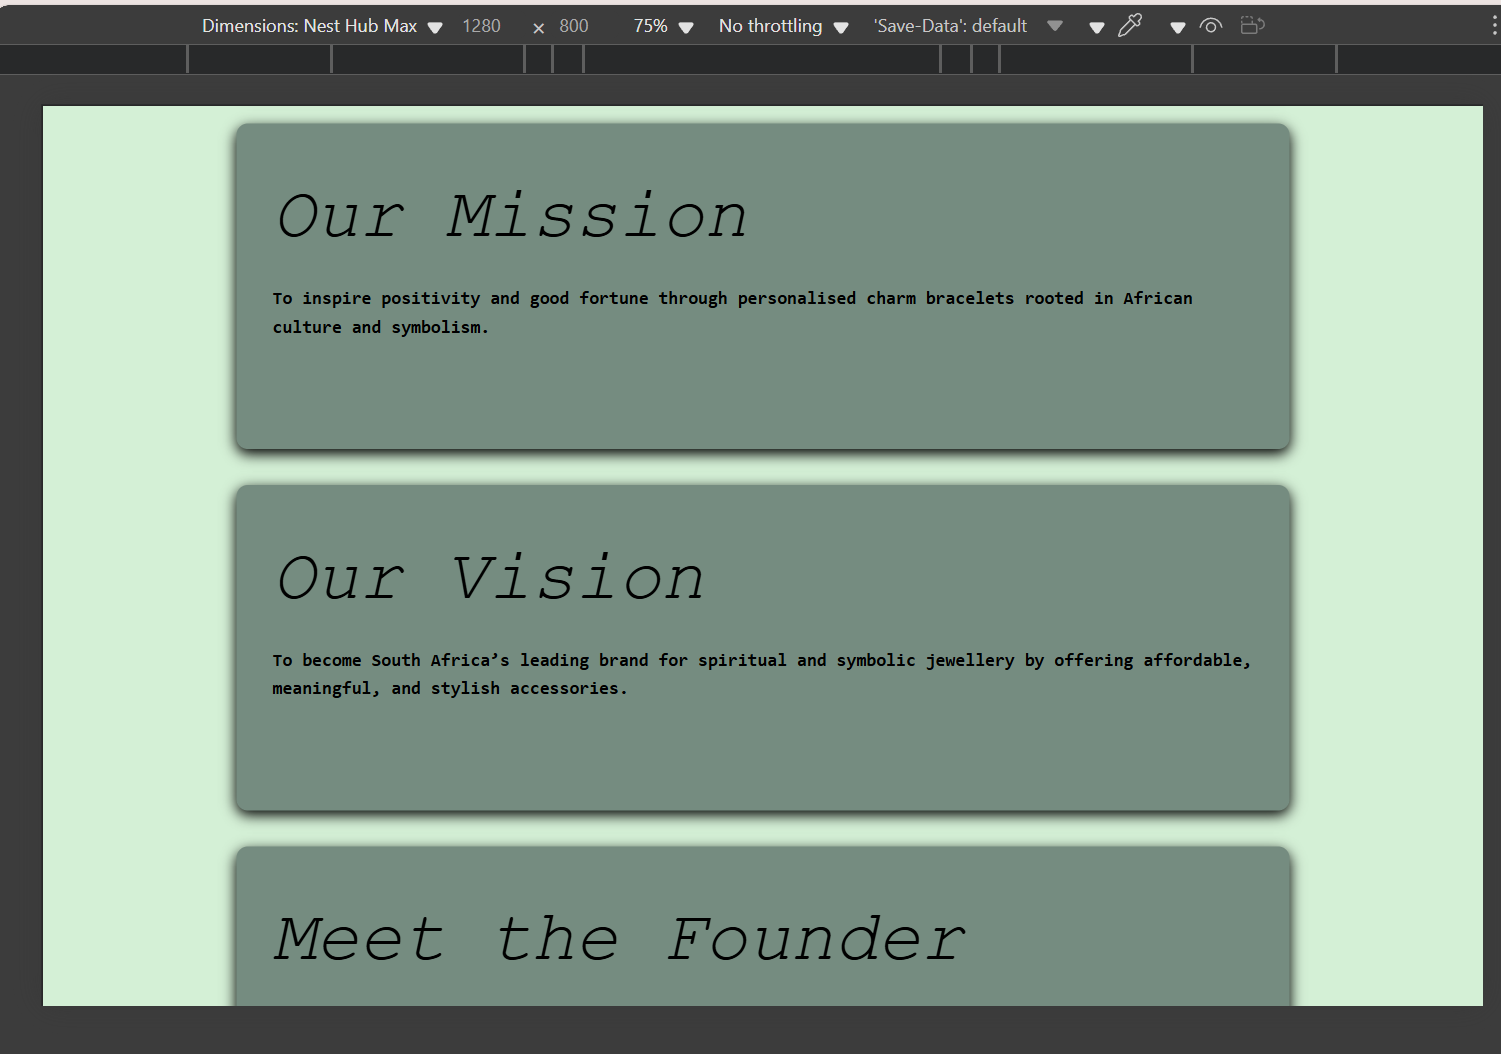 Dimensions: Nest Hub Max 1280 × 800 75% No throttling 'Save-Data': default
Our Mission
To inspire positivity and good fortune through personalised charm bracelets rooted in African
culture and symbolism.
Our Vision
To become South Africa’s leading brand for spiritual and symbolic jewellery by offering affordable,
meaningful, and stylish accessories.
Meet the Founder